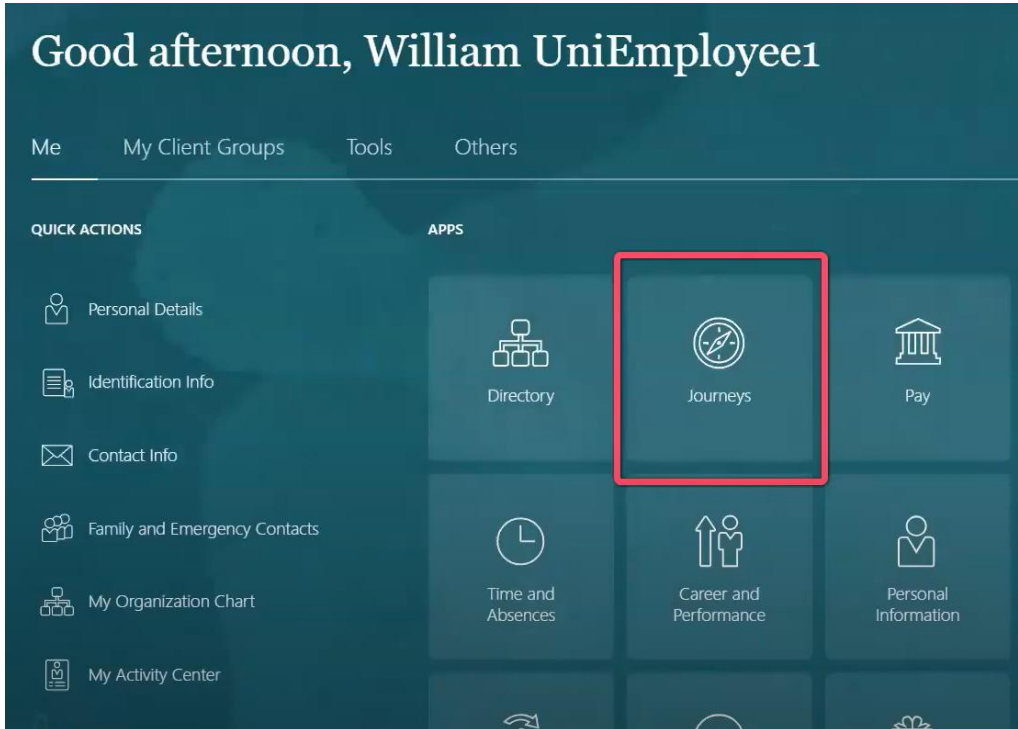 Good afternoon, William UniEmployee1
Me
My Client Groups
Tools
Others
QUICK ACTIONS
Personal Details
Identification Info
Contact Info
Family and Emergency Contacts
My Organization Chart
My Activity Center
APPS
Directory
Journeys
Pay
Time and
Absences
Career and
Performance
Personal
Information